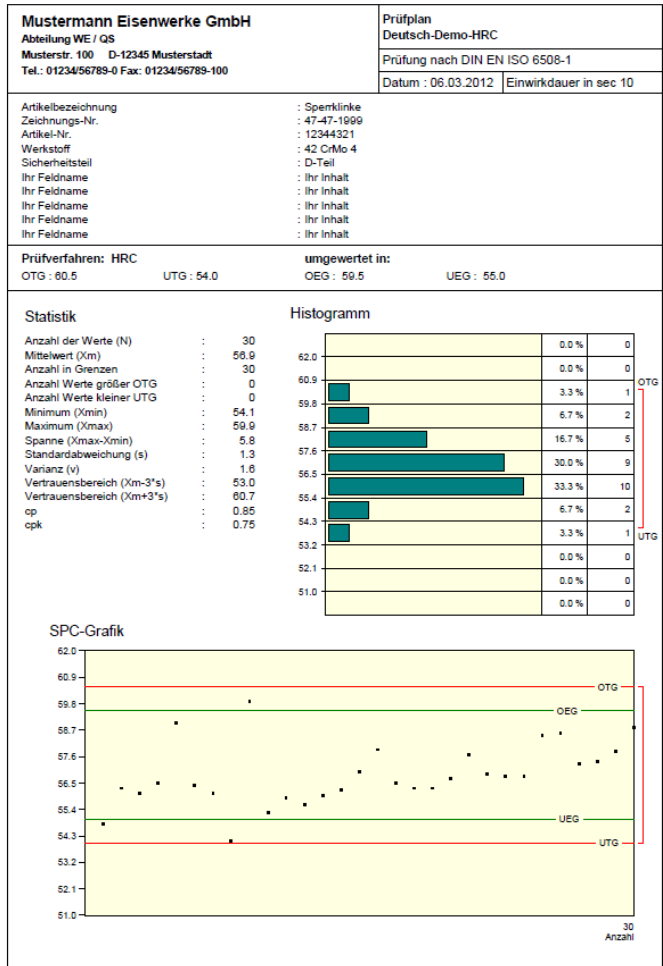 Mustermann Eisenwerke GmbH
Abteilung WE / QS
Musterstr. 100 D-12345 Musterstadt
Tel.: 01234/56789-0 Fax: 01234/56789-100
Prüfplan
Deutsch-Demo-HRC
Prüfung nach DIN EN ISO 6508-1
Datum : 06.03.2012 Einwirkdauer in sec 10
Artikelbezeichnung : Sperrklinke
Zeichnungs-Nr. : 47-47-1999
Artikel-Nr. : 12344321
Werkstoff : 42 CrMo 4
Sicherheitsteil : D-Teil
Ihr Feldname : Ihr Inhalt
Ihr Feldname : Ihr Inhalt
Ihr Feldname : Ihr Inhalt
Ihr Feldname : Ihr Inhalt
Ihr Feldname : Ihr Inhalt
Prüfverfahren: HRC umgewertet in:
OTG : 60.5 UTG : 54.0 OEG : 59.5 UEG : 55.0
Statistik
Anzahl der Werte (N) : 30
Mittelwert (Xm) : 56.9
Anzahl in Grenzen : 30
Anzahl Werte größer OTG : 0
Anzahl Werte kleiner UTG : 0
Minimum (Xmin) : 54.1
Maximum (Xmax) : 59.9
Spanne (Xmax-Xmin) : 5.8
Standardabweichung (s) : 1.3
Varianz (v) : 1.6
Vertrauensbereich (Xm-3*s) : 53.0
Vertrauensbereich (Xm+3*s) : 60.7
cp : 0.85
cpk : 0.75
Histogramm
0.0 % 0
62.0
0.0 % 0
60.9
OTG
3.3 % 1
59.8
6.7 % 2
58.7
16.7 % 5
57.6
30.0 % 9
56.5
33.3 % 10
55.4
6.7 % 2
54.3
3.3 % 1
UTG
53.2
0.0 % 0
52.1
0.0 % 0
51.0
0.0 % 0
SPC-Grafik
62.0
60.9
OTG
59.8
OEG
58.7
57.6
56.5
55.4
UEG
54.3
UTG
53.2
52.1
51.0
30
Anzahl